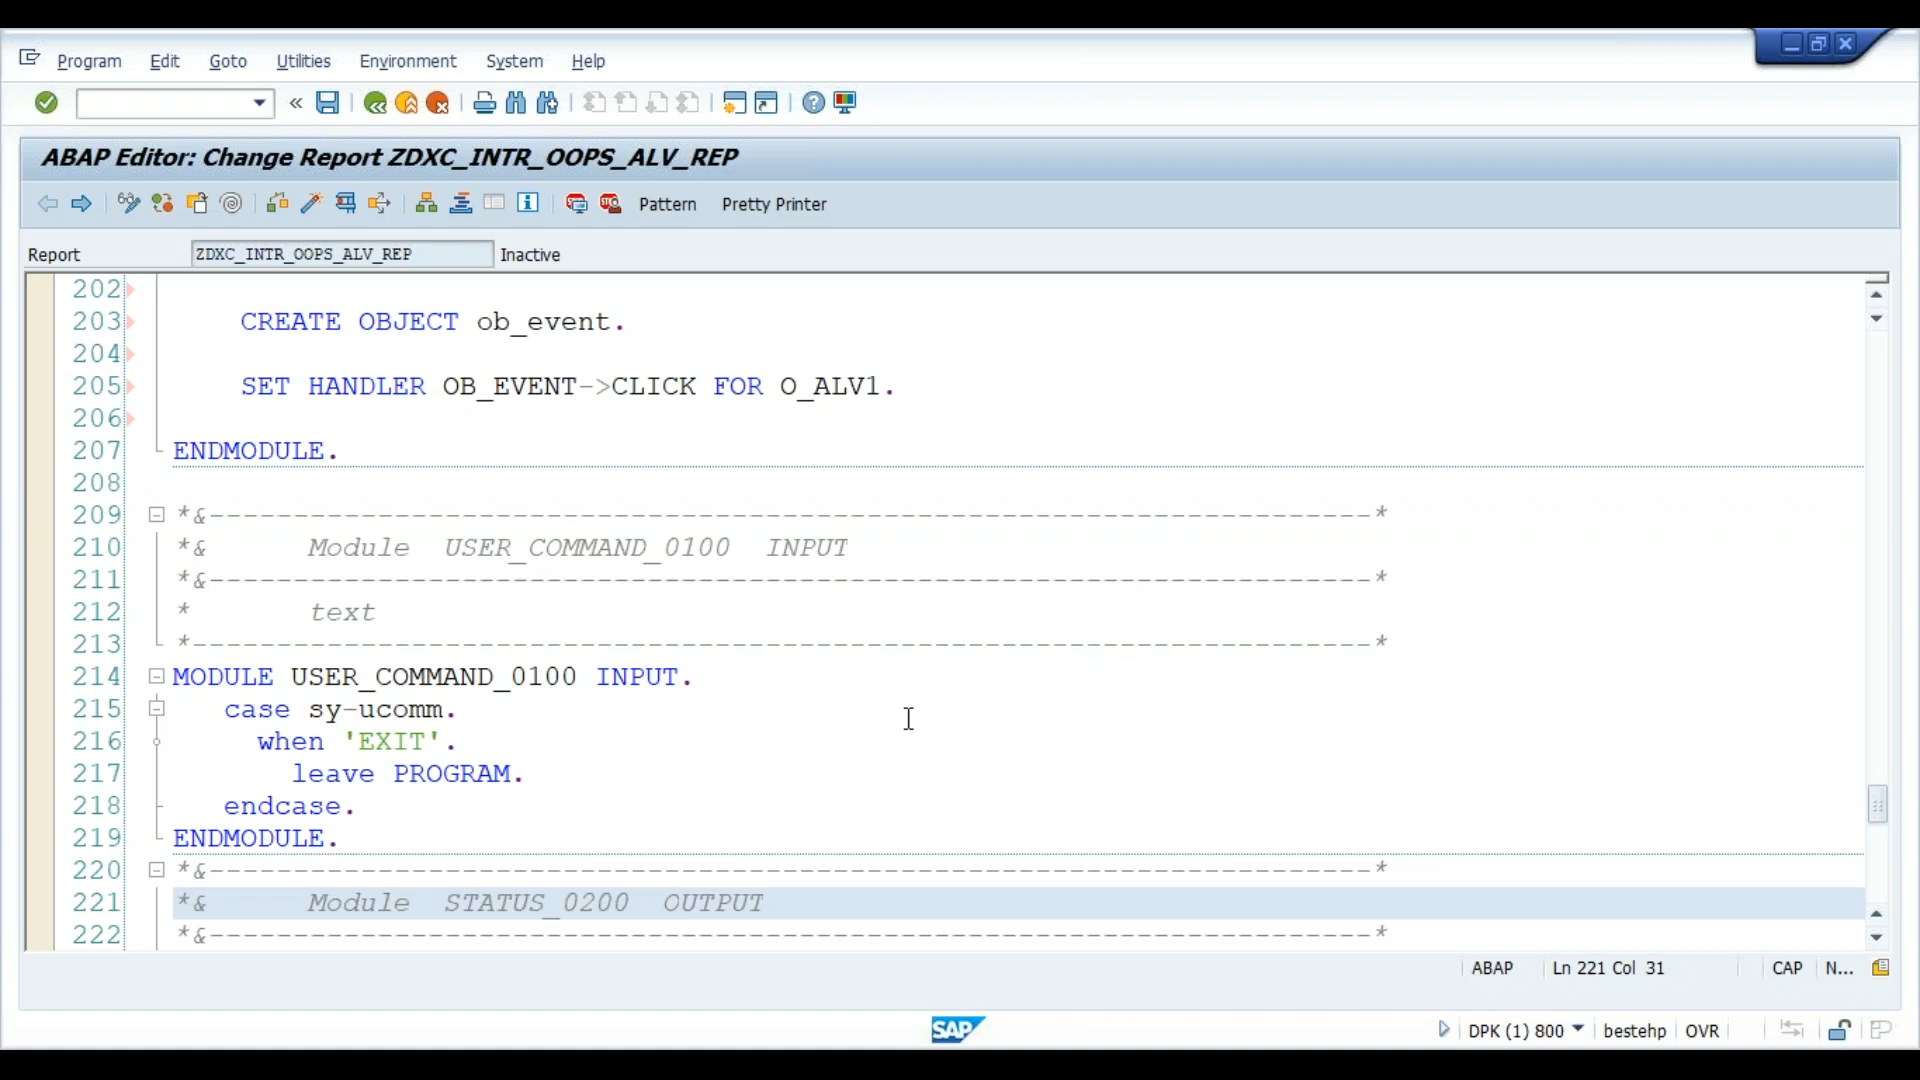 Program Edit Goto Utilities Environment System Help
ABAP Editor: Change Report ZDXC_INTR_OOPS_ALV_REP
Pattern Pretty Printer
Report ZDXC_INTR_OOPS_ALV_REP Inactive
202
203 CREATE OBJECT ob_event.
204
205 SET HANDLER OB_EVENT->CLICK FOR O_ALV1.
206
207 ENDMODULE.
208
209 *&---------------------------------------------------------------------*
210 *& Module USER_COMMAND_0100 INPUT
211 *&---------------------------------------------------------------------*
212 * text
213 *----------------------------------------------------------------------*
214 MODULE USER_COMMAND_0100 INPUT.
215 case sy-ucomm.
216 when 'EXIT'.
217 leave PROGRAM.
218 endcase.
219 ENDMODULE.
220 *&---------------------------------------------------------------------*
221 *& Module STATUS_0200 OUTPUT
222 *&---------------------------------------------------------------------*
ABAP Ln 221 Col 31 CAP N...
SAP DPK (1) 800 bestehp OVR